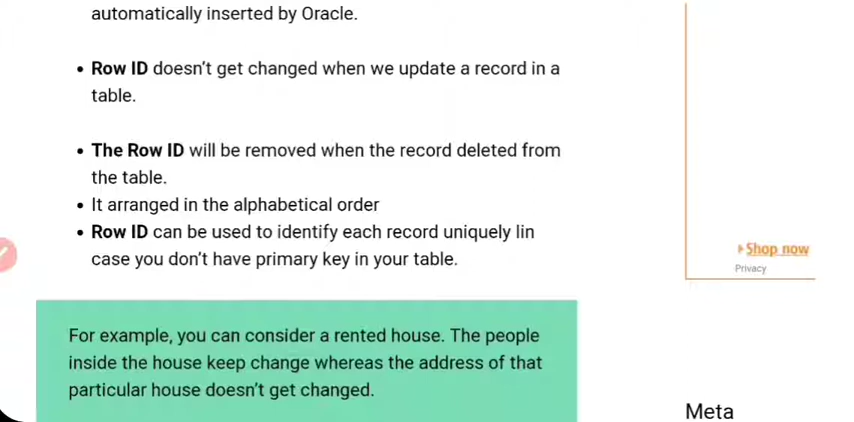 automatically inserted by Oracle.
• Row ID doesn't get changed when we update a record in a
table.
• The Row ID will be removed when the record deleted from
the table.
• It arranged in the alphabetical order
• Row ID can be used to identify each record uniquely lin
case you don't have primary key in your table.
For example, you can consider a rented house. The people
inside the house keep change whereas the address of that
particular house doesn't get changed.
Shop now
Privacy
Meta